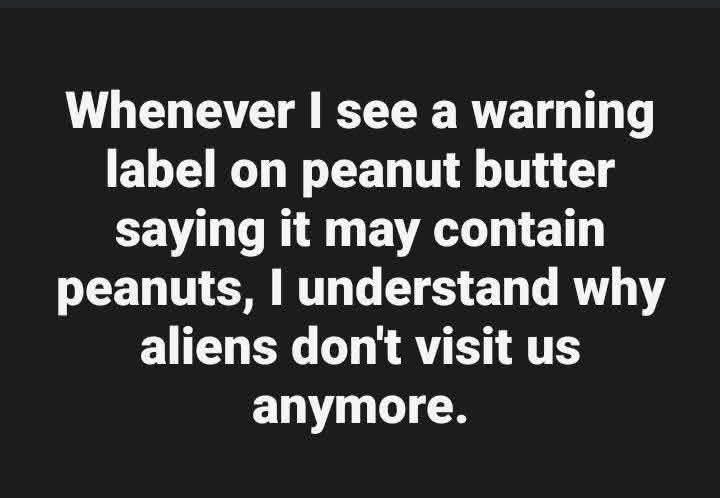 Whenever I see a warning
label on peanut butter
saying it may contain
peanuts, I understand why
aliens don't visit us
anymore.